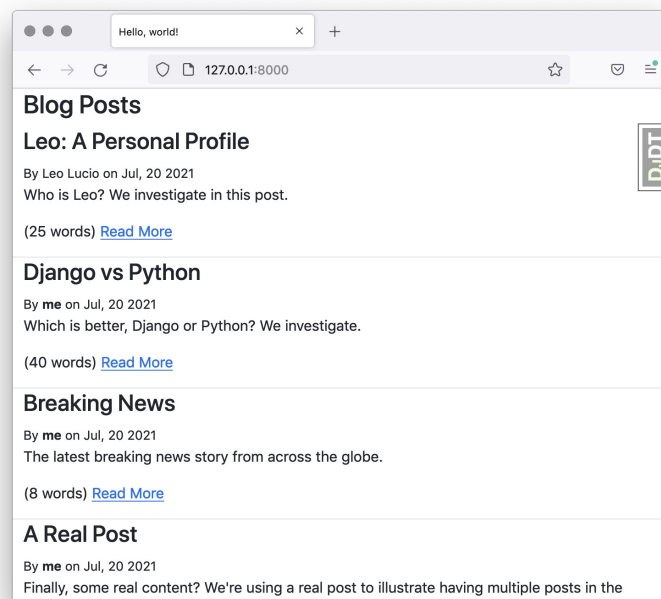 Hello, world!
127.0.0.1:8000
Blog Posts
Leo: A Personal Profile
By Leo Lucio on Jul, 20 2021
Who is Leo? We investigate in this post.
(25 words) Read More
DjDT
Django vs Python
By me on Jul, 20 2021
Which is better, Django or Python? We investigate.
(40 words) Read More
Breaking News
By me on Jul, 20 2021
The latest breaking news story from across the globe.
(8 words) Read More
A Real Post
By me on Jul, 20 2021
Finally, some real content? We're using a real post to illustrate having multiple posts in the